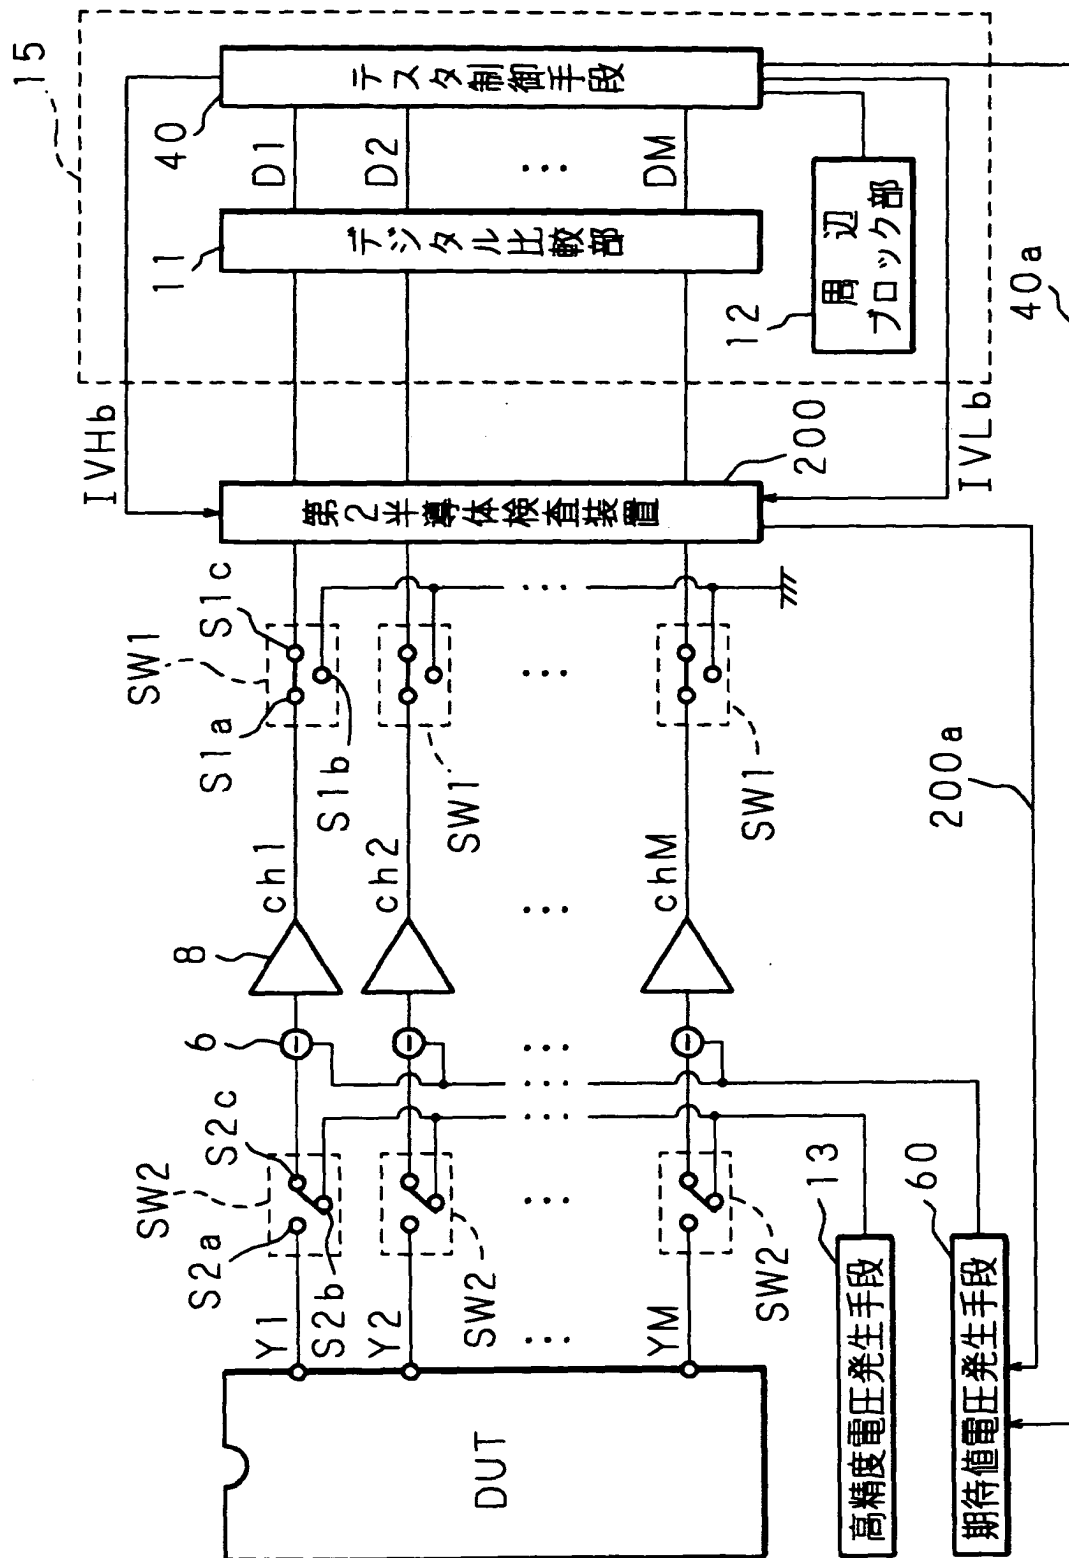 15
40
テスタ制御手段
D1
D2
...
DM
11
デジタル比較部
12
周辺
ブロック部
40a
IVHb
IVLb
200
第2半導体検査装置
SW1
S1c
S1a
S1b
SW1
...
...
SW1
200a
ch1
ch2
...
chM
8
6
...
...
...
SW2
S2c
S2a
S2b
SW2
...
SW2
Y1
Y2
...
YM
DUT
13
高精度電圧発生手段
60
期待値電圧発生手段